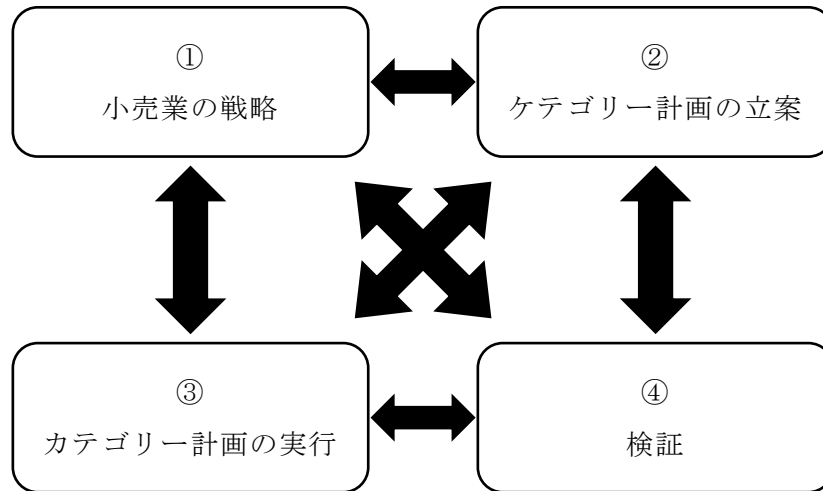 ①
小売業の戦略
②
ケテゴリー計画の立案
③
カテゴリー計画の実行
④
検証